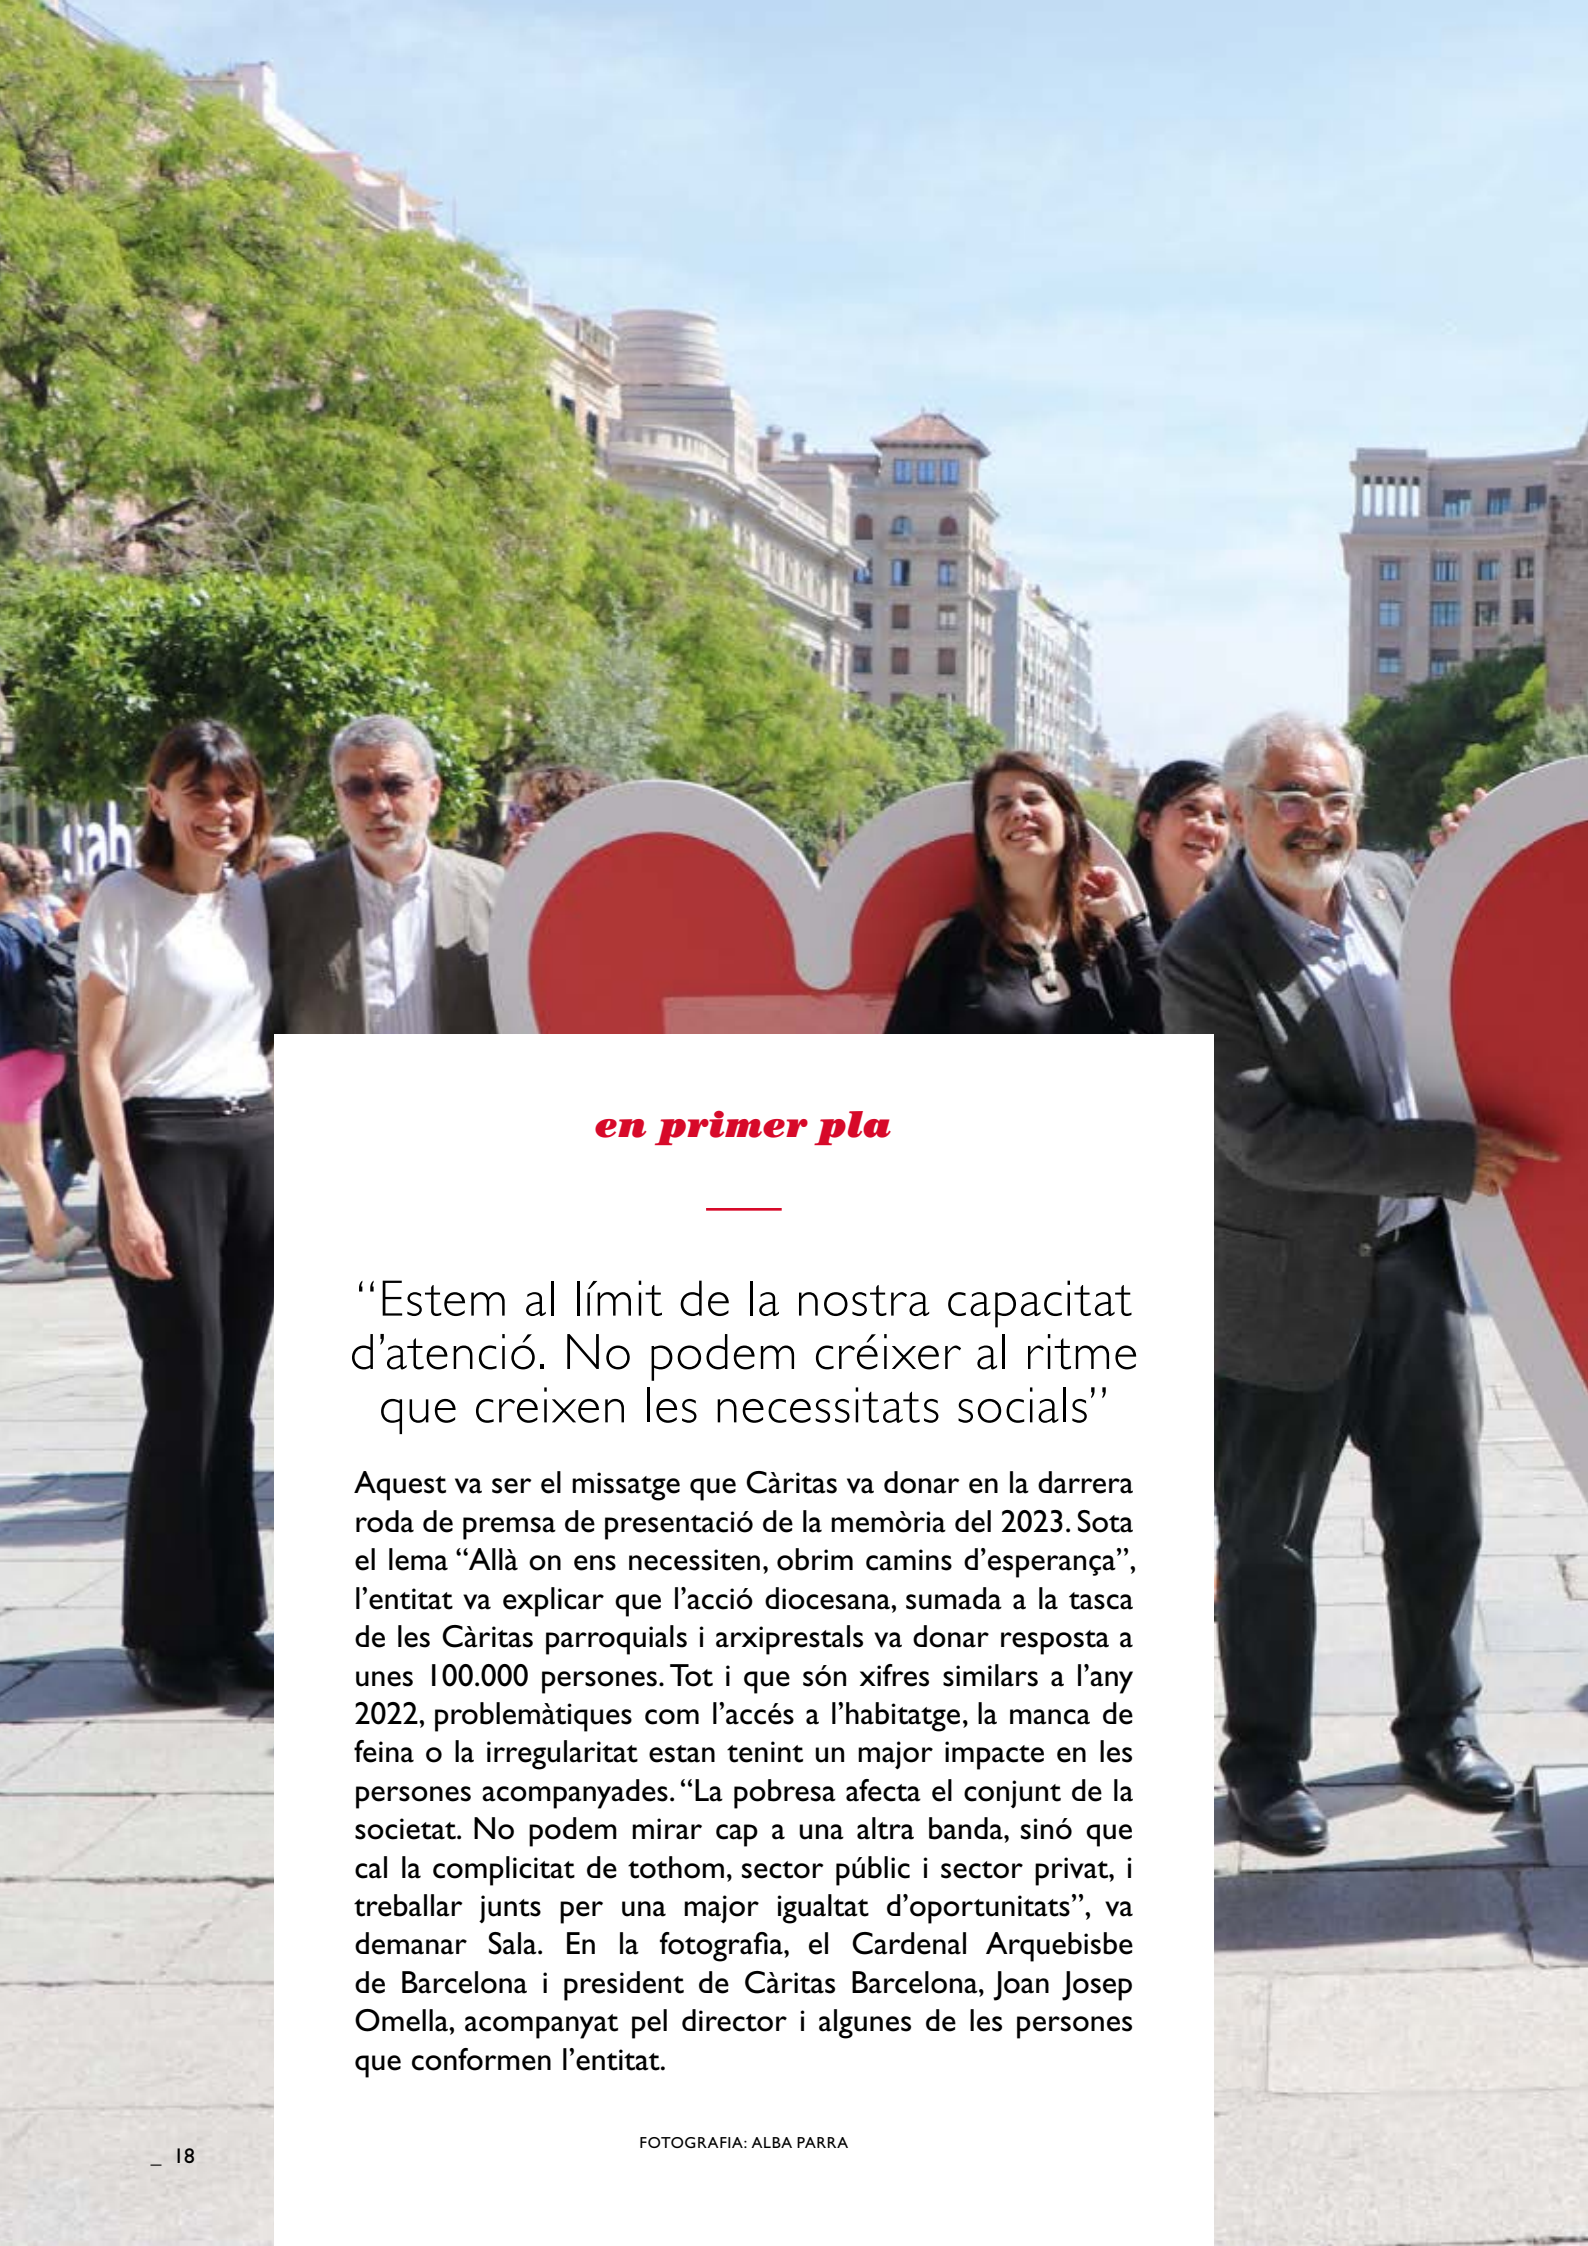 sab
en primer pla
“Estem al límit de la nostra capacitat
d’atenció. No podem créixer al ritme
que creixen les necessitats socials”
Aquest va ser el missatge que Càritas va donar en la darrera
roda de premsa de presentació de la memòria del 2023. Sota
el lema “Allà on ens necessiten, obrim camins d’esperança”,
l’entitat va explicar que l’acció diocesana, sumada a la tasca
de les Càritas parroquials i arxiprestals va donar resposta a
unes 100.000 persones. Tot i que són xifres similars a l’any
2022, problemàtiques com l’accés a l’habitatge, la manca de
feina o la irregularitat estan tenint un major impacte en les
persones acompanyades. “La pobresa afecta el conjunt de la
societat. No podem mirar cap a una altra banda, sinó que
cal la complicitat de tothom, sector públic i sector privat, i
treballar junts per una major igualtat d’oportunitats”, va
demanar Sala. En la fotografia, el Cardenal Arquebisbe
de Barcelona i president de Càritas Barcelona, Joan Josep
Omella, acompanyat pel director i algunes de les persones
que conformen l’entitat.
FOTOGRAFIA: ALBA PARRA
_ 18